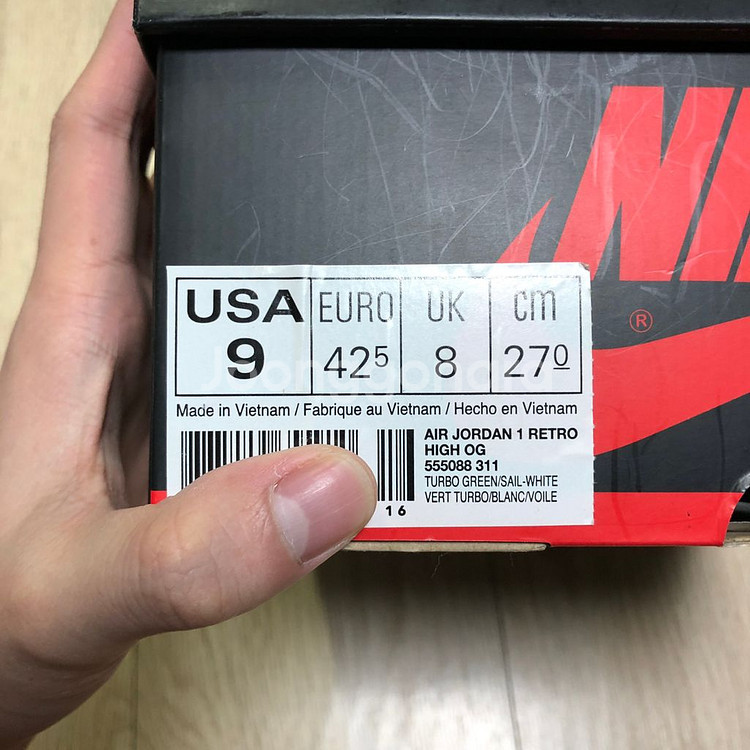 NI
®
USA EURO UK cm
9 425 8 270
Made in Vietnam / Fabrique au Vietnam / Hecho en Vietnam
AIR JORDAN 1 RETRO
HIGH OG
555088 311
TURBO GREEN/SAIL-WHITE
VERT TURBO/BLANC/VOILE
16